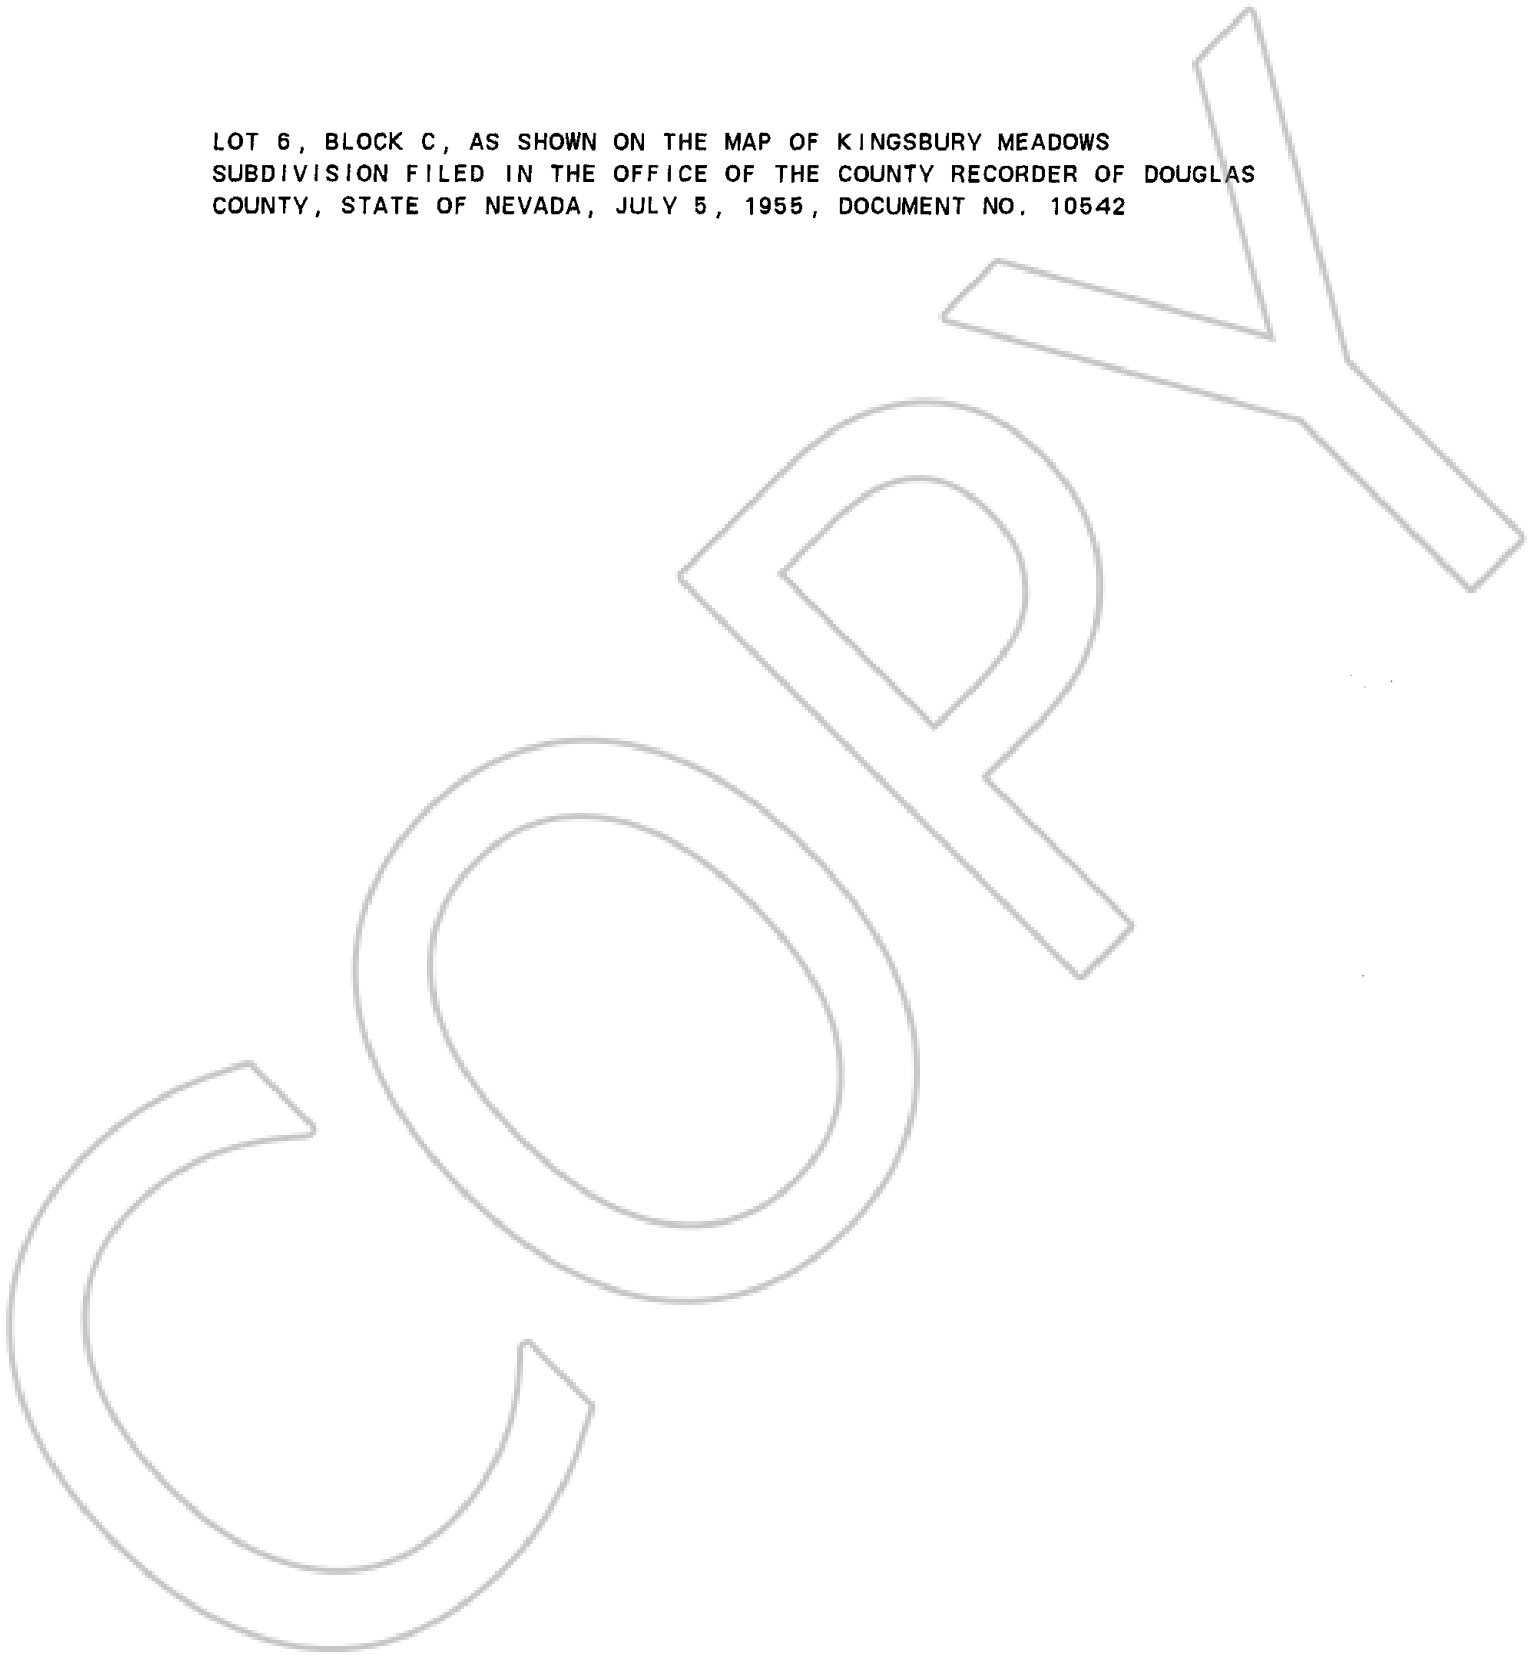 LOT 6, BLOCK C, AS SHOWN ON THE MAP OF KINGSBURY MEADOWS
SUBDIVISION FILED IN THE OFFICE OF THE COUNTY RECORDER OF DOUGLAS
COUNTY, STATE OF NEVADA, JULY 5, 1955, DOCUMENT NO. 10542
COPY